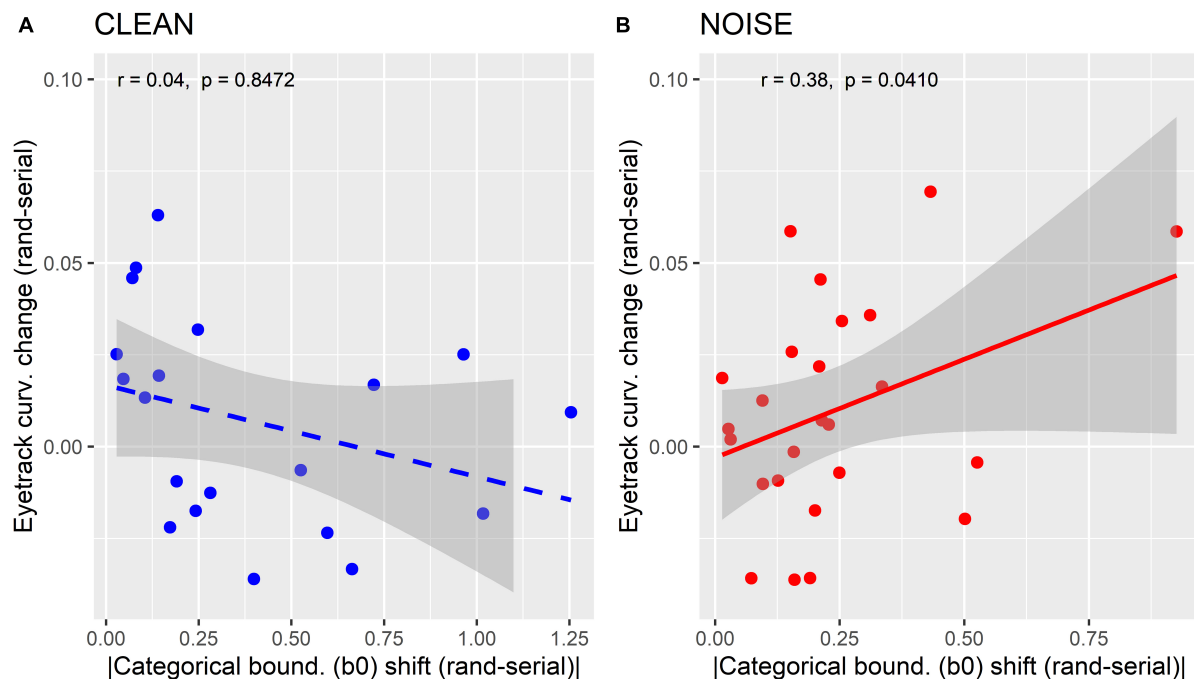 A CLEAN
r = 0.04, p = 0.8472
0.10
0.05
0.00
Eyetrack curv. change (rand-serial)
0.00 0.25 0.50 0.75 1.00 1.25
|Categorical bound. (b0) shift (rand-serial)|
B NOISE
r = 0.38, p = 0.0410
0.10
0.05
0.00
Eyetrack curv. change (rand-serial)
0.00 0.25 0.50 0.75
|Categorical bound. (b0) shift (rand-serial)|